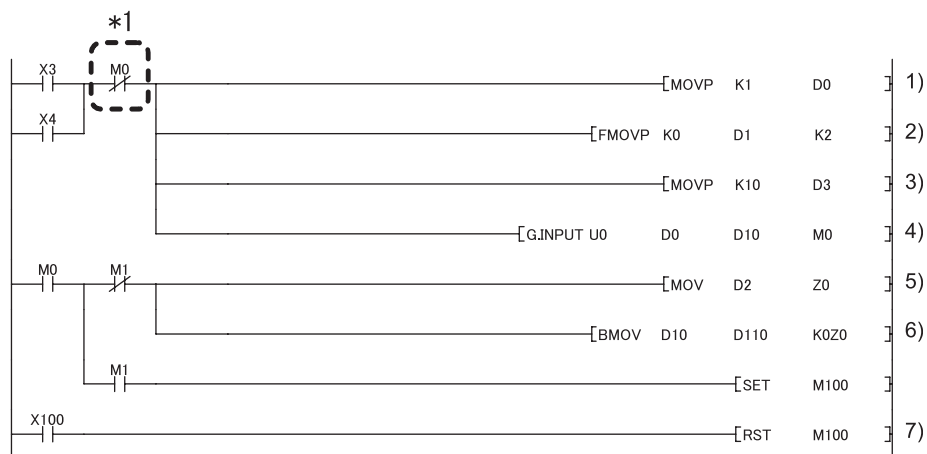 *1
X3 M0 [MOVP K1 D0 ] 1)
X4 [FMOVP K0 D1 K2 ] 2)
[MOVP K10 D3 ] 3)
[G.INPUT U0 D0 D10 M0 ] 4)
M0 M1 [MOV D2 Z0 ] 5)
[BMOV D10 D110 K0Z0 ] 6)
M1 [SET M100 ]
X100 [RST M100 ] 7)